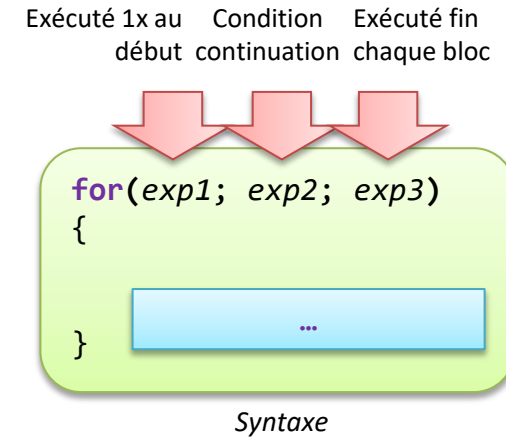 Exécuté 1x au Condition Exécuté fin
début continuation chaque bloc
for(exp1; exp2; exp3)
{
…
}
Syntaxe